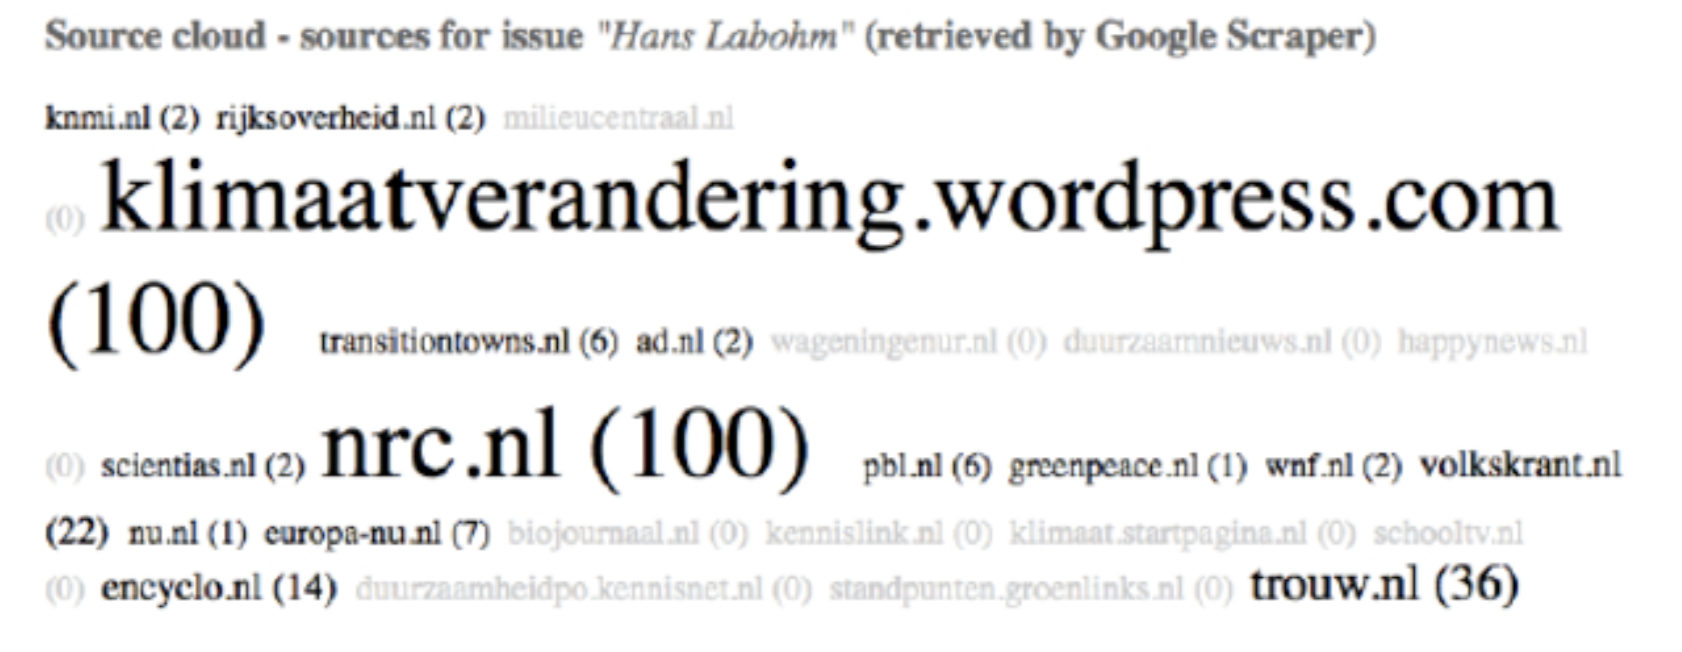 Source cloud - sources for issue "Hans Labohm" (retrieved by Google Scraper)
knmi.nl (2) rijksoverheid.nl (2) milieucentraal.nl
(0) klimaatverandering.wordpress.com
(100) transitiontowns.nl (6) ad.nl (2) wageningenur.nl (0) duurzaamnieuws.nl (0) happynews.nl
(0) scientias.nl (2) nrc.nl (100) pbl.nl (6) greenpeace.nl (1) wnf.nl (2) volkskrant.nl
(22) nu.nl (1) europa-nu.nl (7) biojournaal.nl (0) kennislink.nl (0) klimaat.startpagina.nl (0) schooltv.nl
(0) encyclo.nl (14) duurzaamheidpo.kennisnet.nl (0) standpunten.groenlinks.nl (0) trouw.nl (36)